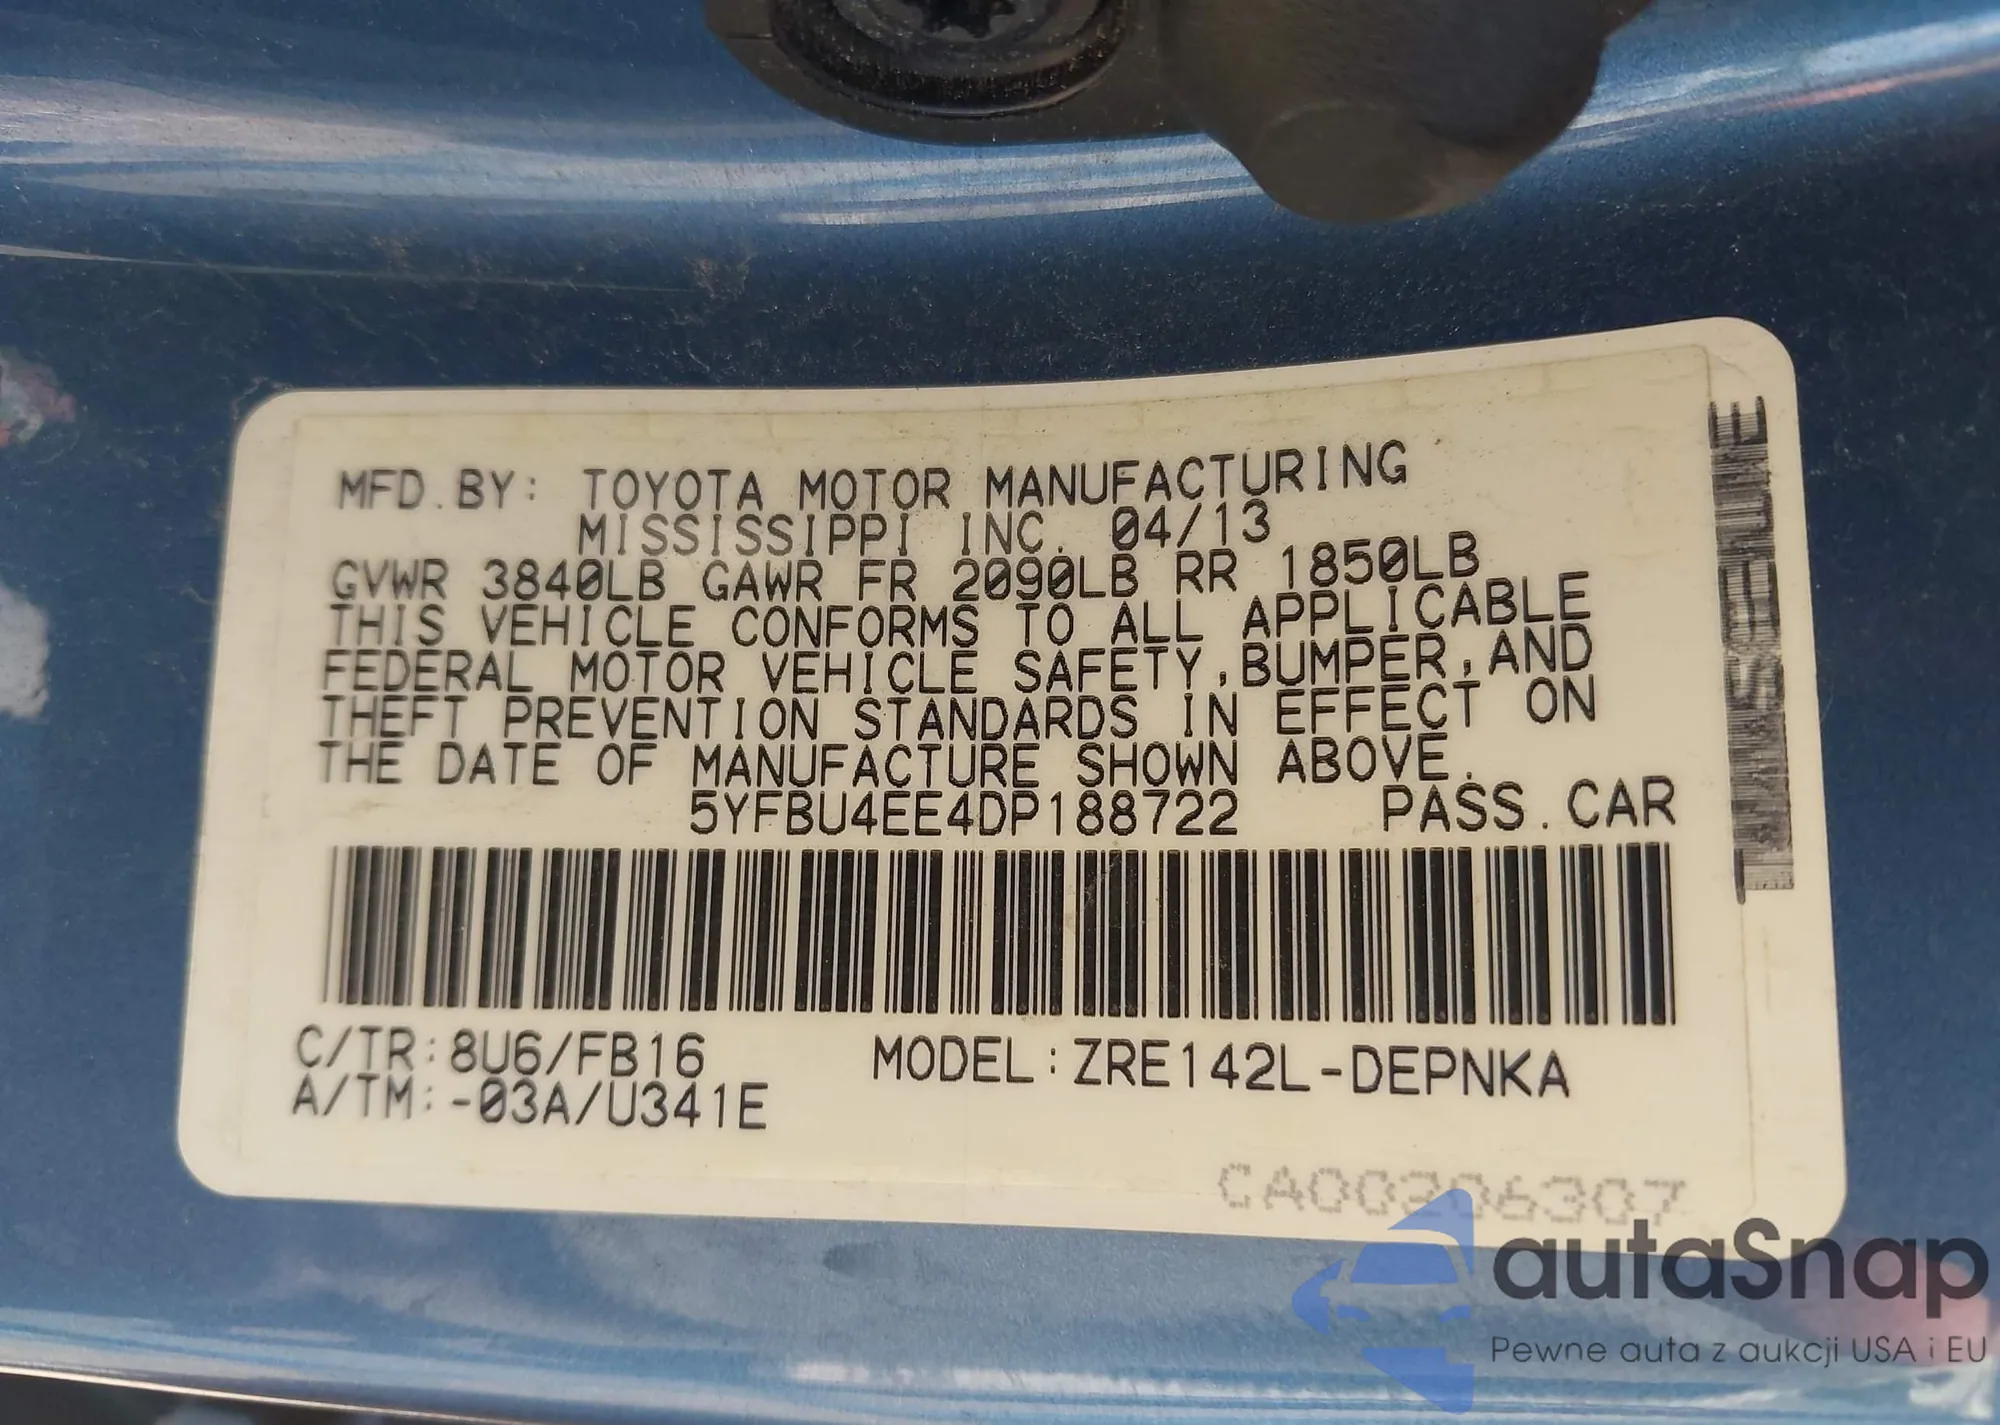 MFD.BY: TOYOTA MOTOR MANUFACTURING
MISSISSIPPI INC. 04/13
GVWR 3840LB GAWR FR 2090LB RR 1850LB
THIS VEHICLE CONFORMS TO ALL APPLICABLE
FEDERAL MOTOR VEHICLE SAFETY,BUMPER,AND
THEFT PREVENTION STANDARDS IN EFFECT ON
THE DATE OF MANUFACTURE SHOWN ABOVE.
5YFBU4EE4DP188722 PASS.CAR
C/TR:8U6/FB16 MODEL:ZRE142L-DEPNKA
A/TM:-03A/U341E
CA00206307
autaSnap
Pewne auta z aukcji USA i EU